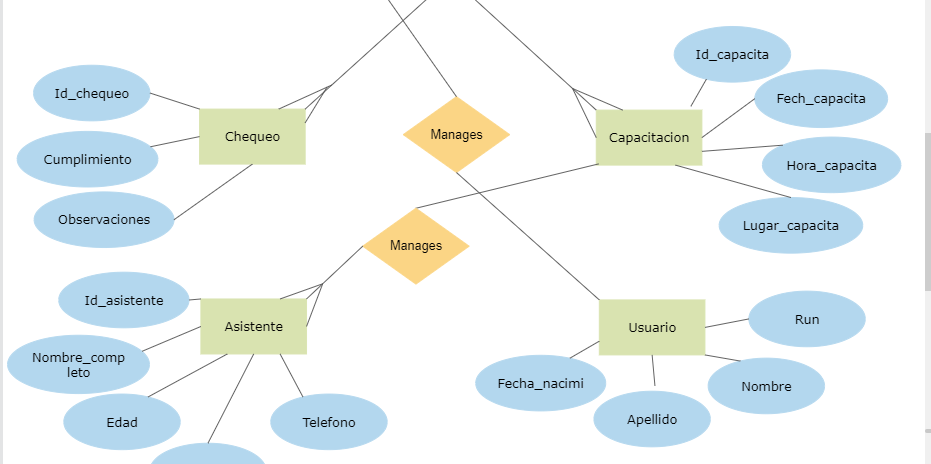 Id_capacita
Id_chequeo
Fech_capacita
Chequeo
Manages
Capacitacion
Cumplimiento
Hora_capacita
Observaciones
Lugar_capacita
Manages
Id_asistente
Asistente
Usuario
Run
Nombre_comp
leto
Fecha_nacimi
Nombre
Edad
Telefono
Apellido